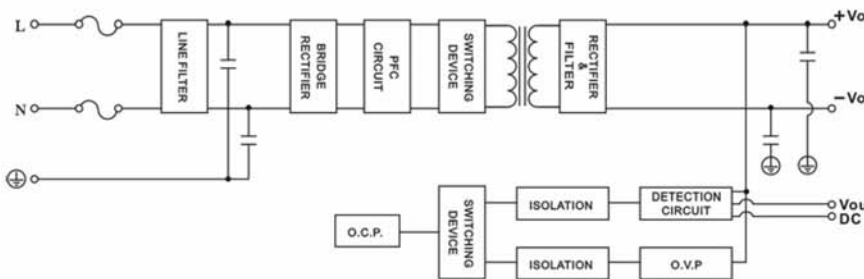 L
N
LINE FILTER
BRIDGE
RECTIFIER
PFC
CIRCUIT
SWITCHING
DEVICE
RECTIFIER
&
FILTER
+Vo
−Vo
O.C.P.
SWITCHING
DEVICE
ISOLATION
DETECTION
CIRCUIT
Vou
DC
ISOLATION
O.V.P